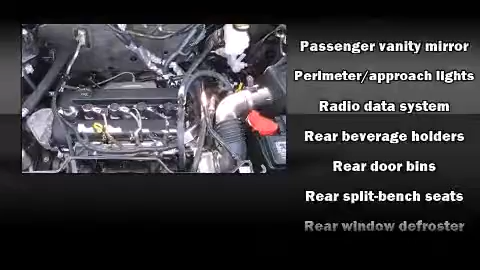 Passenger vanity mirror
Perimeter/approach lights
Radio data system
Rear beverage holders
Rear door bins
Rear split-bench seats
Rear window defroster